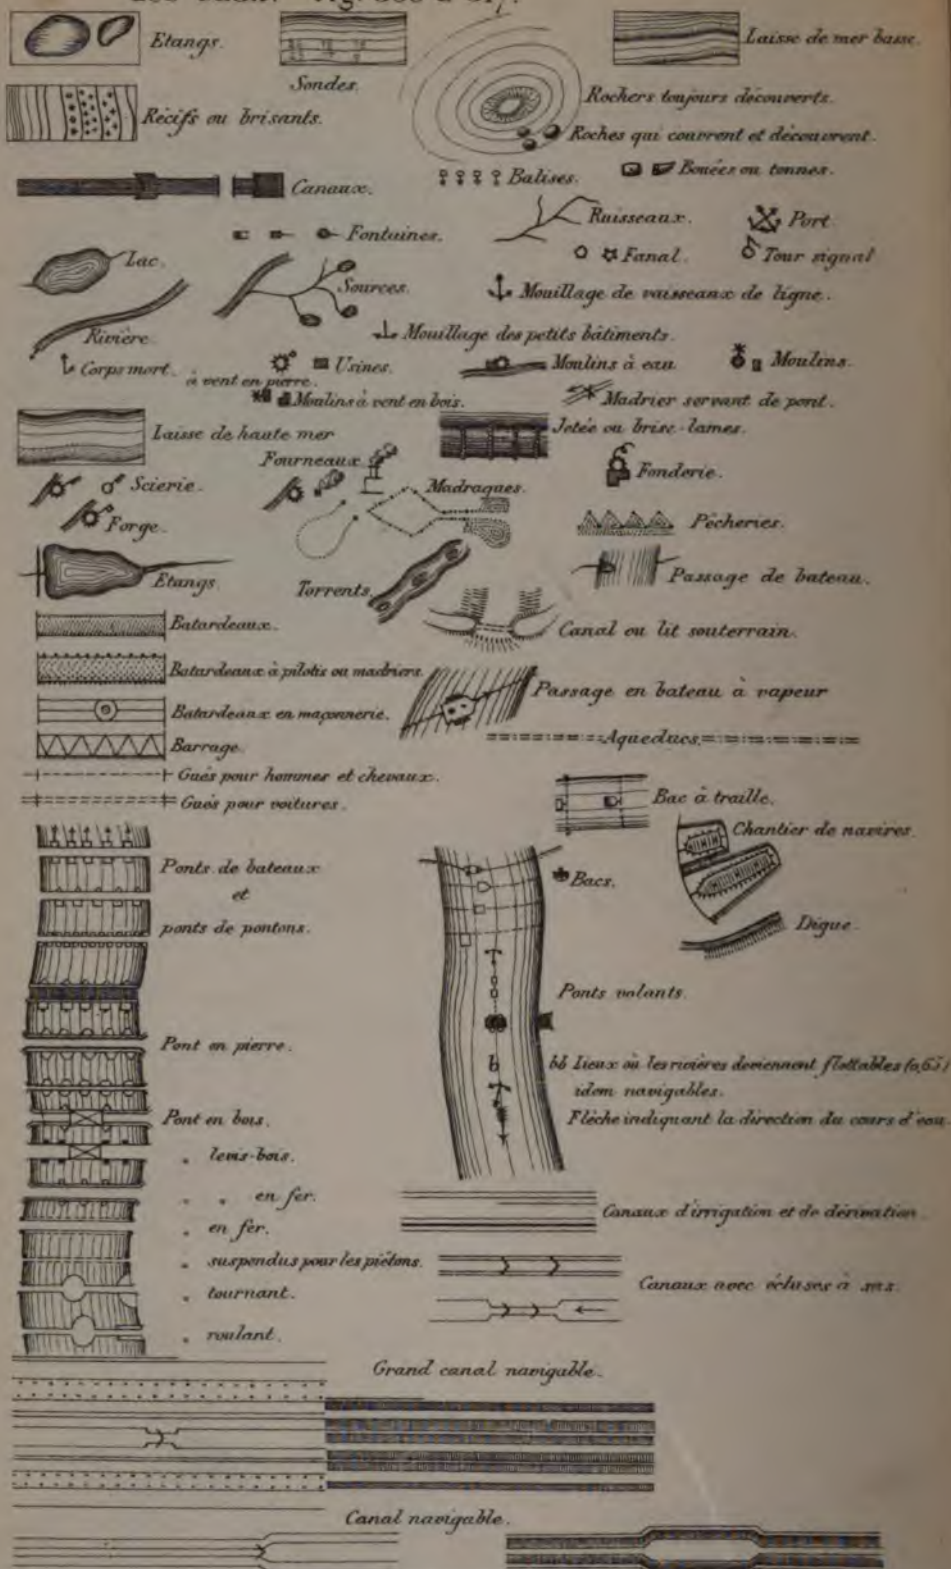 Etangs.
Sondes.
Laisse de mer basse.
Récifs ou brisants.
Rochers toujours découverts.
Roches qui couvrent et découvrent.
Canaux.
Balises.
Bouées ou tonnes.
Fontaines.
Ruisseaux.
Port
Lac.
Sources.
Fanal.
Tour signal
Mouillage de vaisseaux de ligne.
Rivière.
Mouillage des petits bâtiments.
Corps mort.
Usines.
Moulins à eau
Moulins.
à vent en pierre.
Moulins à vent en bois.
Madrier servant de pont.
Laisse de haute mer
Jetée ou brise-lames.
Fourneaux
Fonderie.
Scierie.
Madragues.
Forge.
Pêcheries.
Etangs.
Torrents.
Passage de bateau.
Batardeaux.
Canal ou lit souterrain.
Batardeaux à pilotis ou madriers.
Passage en bateau à vapeur
Batardeaux en maçonnerie.
Aqueducs.
Barrage.
Gués pour hommes et chevaux.
Gués pour voitures.
Bac à traille.
Chantier de navires.
Ponts de bateaux
et
ponts de pontons.
Bacs.
Digue.
Ponts volants.
Pont en pierre.
b
bb Lieux où les rivières deviennent flottables (0,65)
idem navigables.
Flèche indiquant la direction du cours d'eau.
Pont en bois.
" levis-bois.
" " en fer.
Canaux d'irrigation et de dérivation
" en fer.
" suspendus pour les piétons.
Canaux avec écluses à sas.
" tournant.
" roulant.
Grand canal navigable.
Canal navigable.